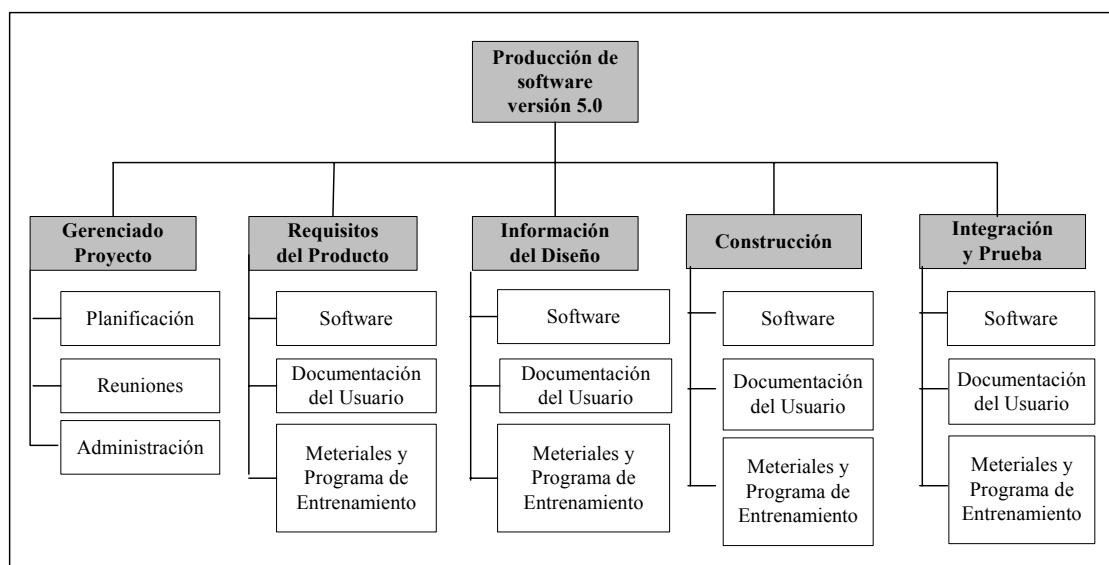 Producción de
software
versión 5.0
Gerenciado
Proyecto
Planificación
Reuniones
Administración
Requisitos
del Producto
Software
Documentación
del Usuario
Meteriales y
Programa de
Entrenamiento
Información
del Diseño
Software
Documentación
del Usuario
Meteriales y
Programa de
Entrenamiento
Construcción
Software
Documentación
del Usuario
Meteriales y
Programa de
Entrenamiento
Integración
y Prueba
Software
Documentación
del Usuario
Meteriales y
Programa de
Entrenamiento